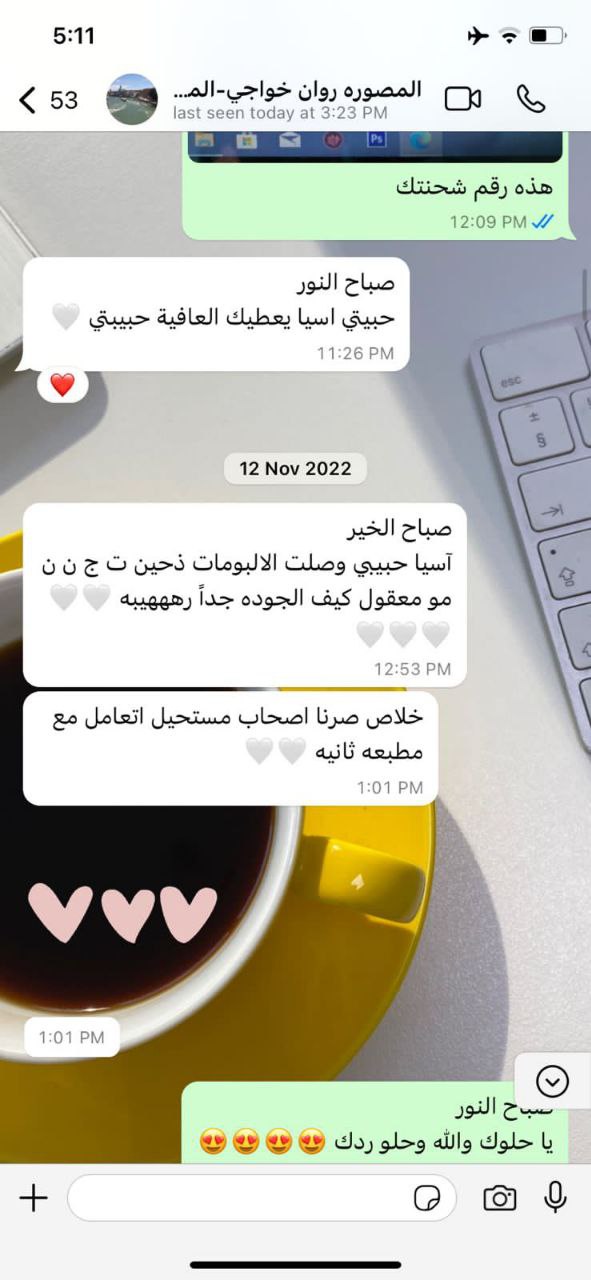 5:11
53
المصوره روان خواجي-الم...
last seen today at 3:23 PM
Ps
هذه رقم شحنتك
12:09 PM
صباح النور
حبيتي اسيا يعطيك العافية حبيبتي 🤍
11:26 PM
❤️
12 Nov 2022
صباح الخير
آسيا حبيبي وصلت الالبومات ذحين ت ج ن ن
مو معقول كيف الجوده جداً رههههيبه 🤍🤍
🤍🤍🤍
12:53 PM
خلاص صرنا اصحاب مستحيل اتعامل مع
مطبعه ثانيه 🤍🤍
1:01 PM
1:01 PM
صباح النور
يا حلوك والله وحلو ردك 😍😍😍😍
esc
±
§